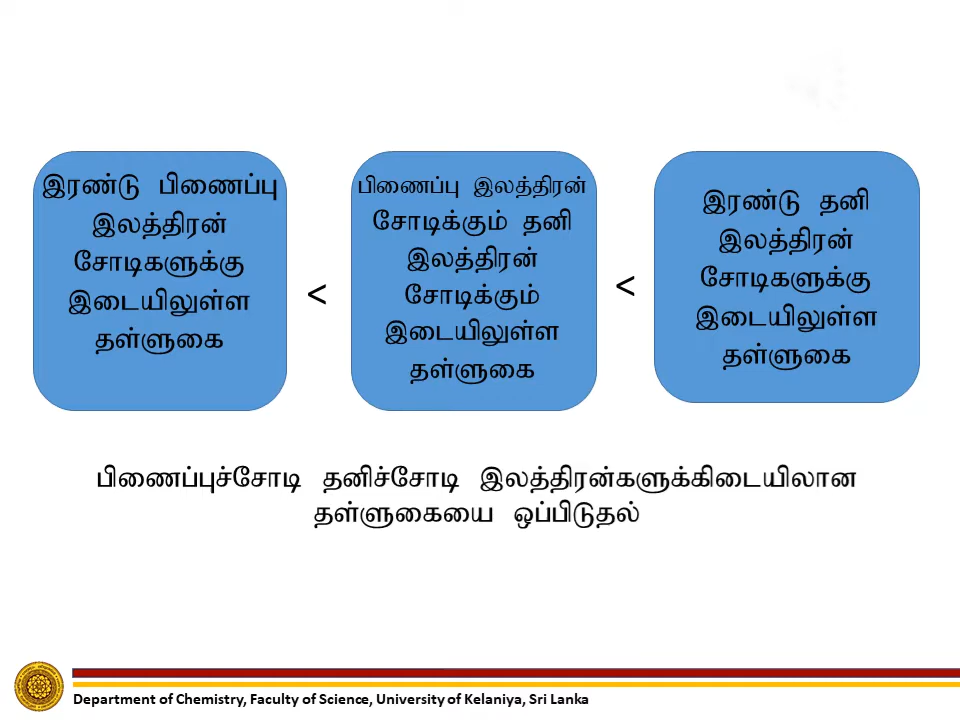 இரண்டு பிணைப்பு
இலத்திரன்
சோடிகளுக்கு
இடையிலுள்ள
தள்ளுகை
<
பிணைப்பு இலத்திரன்
சோடிக்கும் தனி
இலத்திரன்
சோடிக்கும்
இடையிலுள்ள
தள்ளுகை
<
இரண்டு தனி
இலத்திரன்
சோடிகளுக்கு
இடையிலுள்ள
தள்ளுகை
பிணைப்புச்சோடி தனிச்சோடி இலத்திரன்களுக்கிடையிலான
தள்ளுகையை ஒப்பிடுதல்
Department of Chemistry, Faculty of Science, University of Kelaniya, Sri Lanka